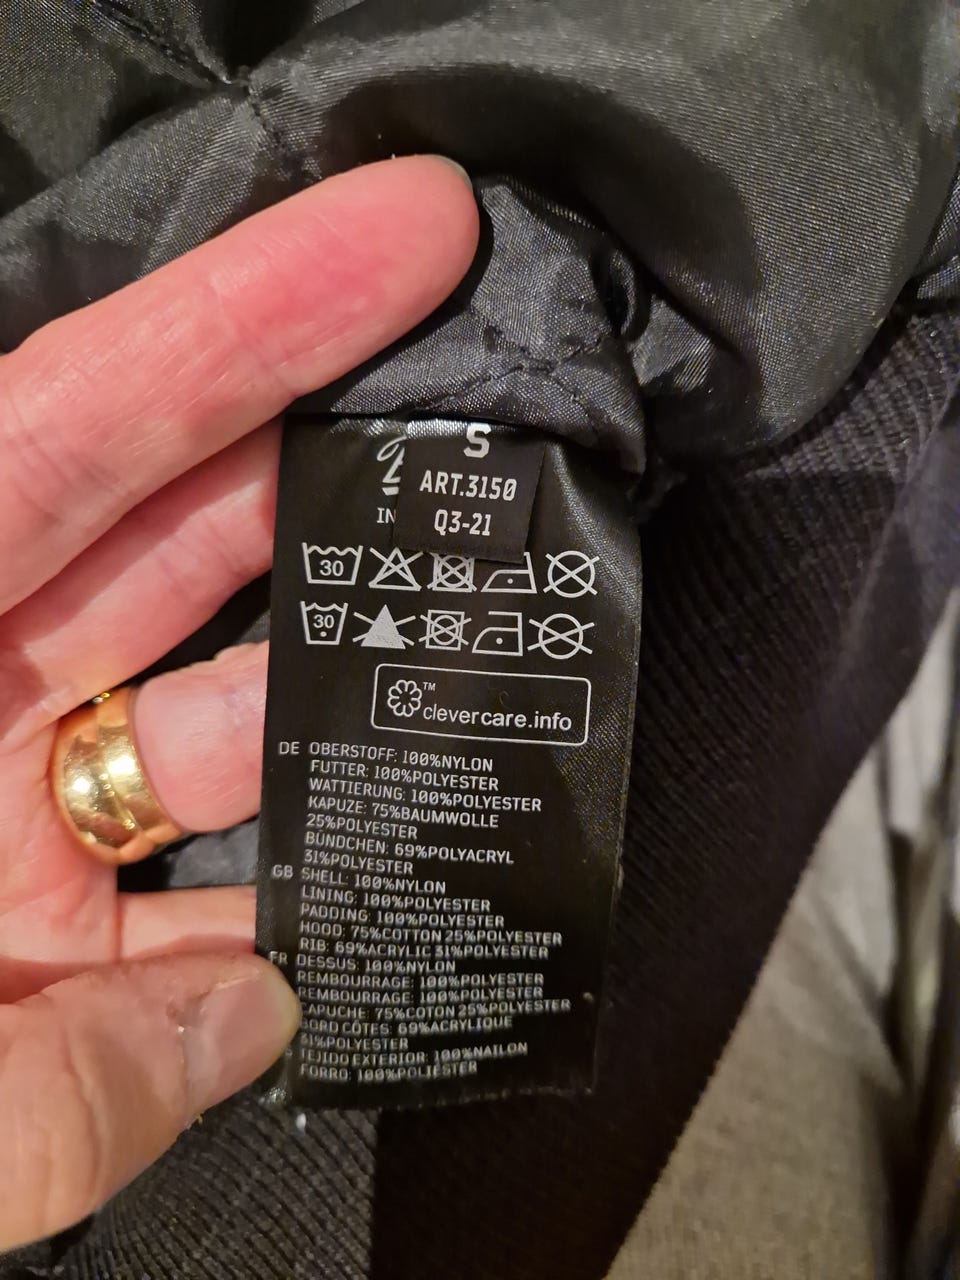 S
ART.3150
Q3-21
IN
30
30
TM
clevercare.info
DE OBERSTOFF: 100%NYLON
FUTTER: 100%POLYESTER
WATTIERUNG: 100%POLYESTER
KAPUZE: 75%BAUMWOLLE
25%POLYESTER
BÜNDCHEN: 69%POLYACRYL
31%POLYESTER
GB SHELL: 100%NYLON
LINING: 100%POLYESTER
PADDING: 100%POLYESTER
HOOD: 75%COTTON 25%POLYESTER
RIB: 69%ACRYLIC 31%POLYESTER
FR DESSUS: 100%NYLON
REMBOURRAGE: 100%POLYESTER
REMBOURRAGE: 100%POLYESTER
CAPUCHE: 75%COTON 25%POLYESTER
BORD CÔTES: 69%ACRYLIQUE
31%POLYESTER
TEJIDO EXTERIOR: 100%NAILON
FORRO: 100%POLIÉSTER